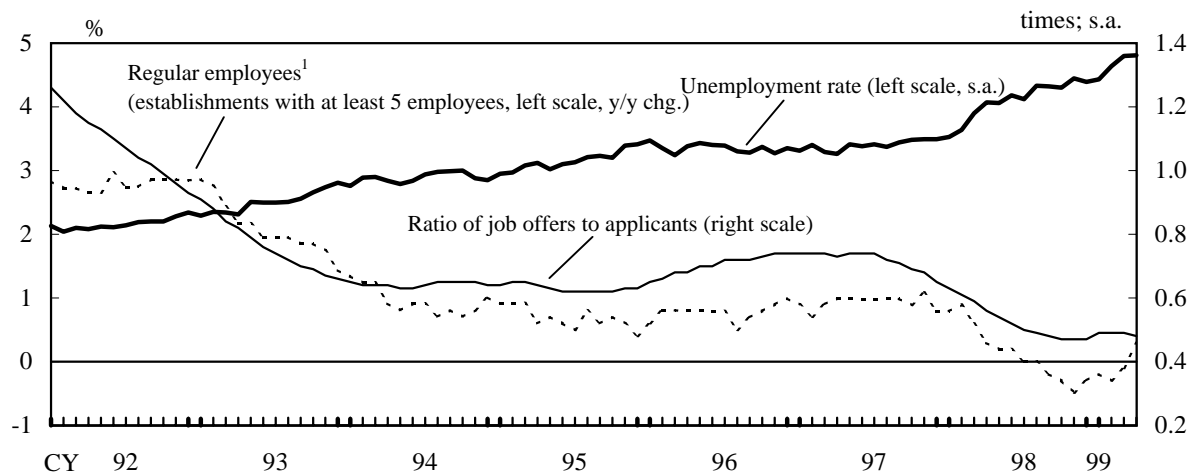 %
times; s.a.
5
4
3
2
1
0
-1
1.4
1.2
1.0
0.8
0.6
0.4
0.2
Regular employees1
(establishments with at least 5 employees, left scale, y/y chg.)
Unemployment rate (left scale, s.a.)
Ratio of job offers to applicants (right scale)
CY 92 93 94 95 96 97 98 99